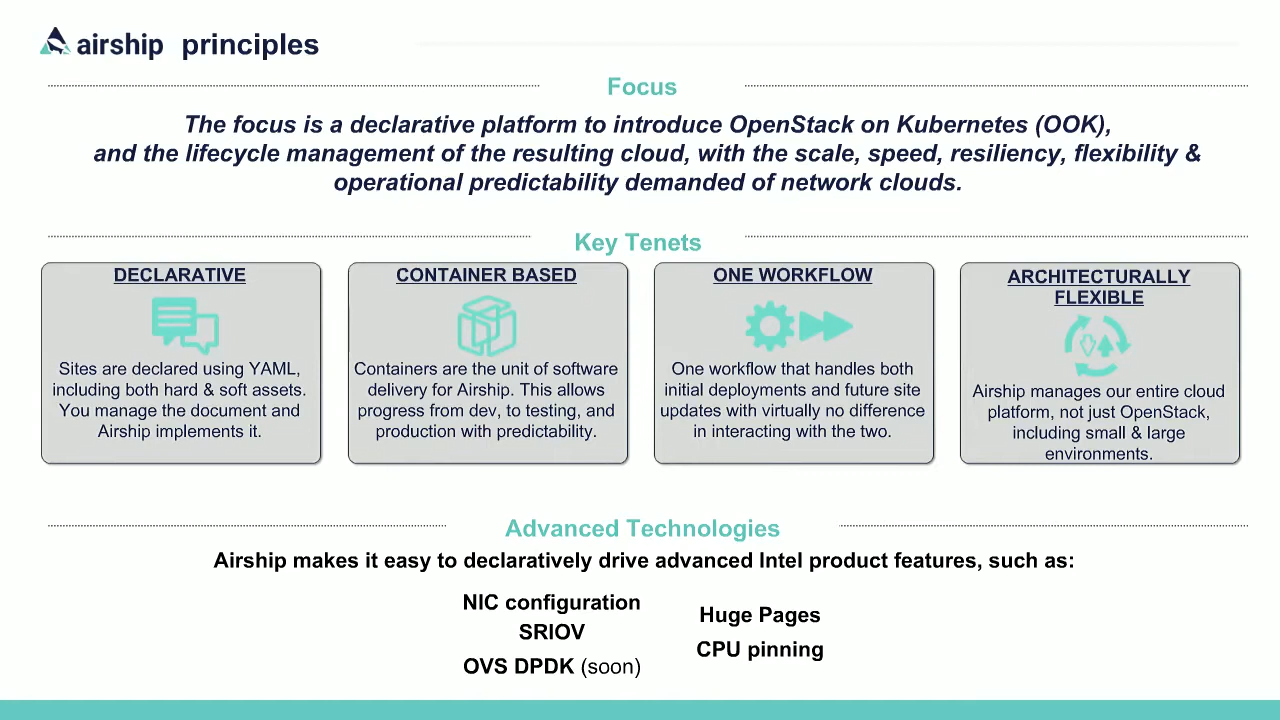 airship principles
Focus
The focus is a declarative platform to introduce OpenStack on Kubernetes (OOK),
and the lifecycle management of the resulting cloud, with the scale, speed, resiliency, flexibility &
operational predictability demanded of network clouds.
Key Tenets
DECLARATIVE
Sites are declared using YAML,
including both hard & soft assets.
You manage the document and
Airship implements it.
CONTAINER BASED
Containers are the unit of software
delivery for Airship. This allows
progress from dev, to testing, and
production with predictability.
ONE WORKFLOW
One workflow that handles both
initial deployments and future site
updates with virtually no difference
in interacting with the two.
ARCHITECTURALLY
FLEXIBLE
Airship manages our entire cloud
platform, not just OpenStack,
including small & large
environments.
Advanced Technologies
Airship makes it easy to declaratively drive advanced Intel product features, such as:
NIC configuration
SRIOV
OVS DPDK (soon)
Huge Pages
CPU pinning